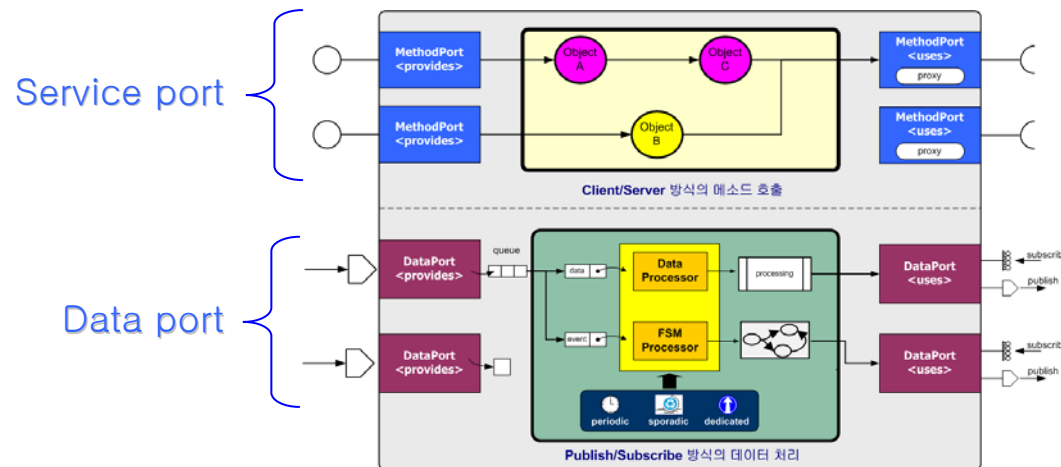 Service port
MethodPort
<provides>
Object
A
Object
C
MethodPort
<uses>
proxy
MethodPort
<provides>
Object
B
MethodPort
<uses>
proxy
Client/Server 방식의 메소드 호출
Data port
DataPort
<provides>
queue
data
Data
Processor
processing
DataPort
<uses>
subscrib
publish
DataPort
<provides>
event
FSM
Processor
DataPort
<uses>
subscrib
publish
periodic
sporadic
dedicated
Publish/Subscribe 방식의 데이터 처리